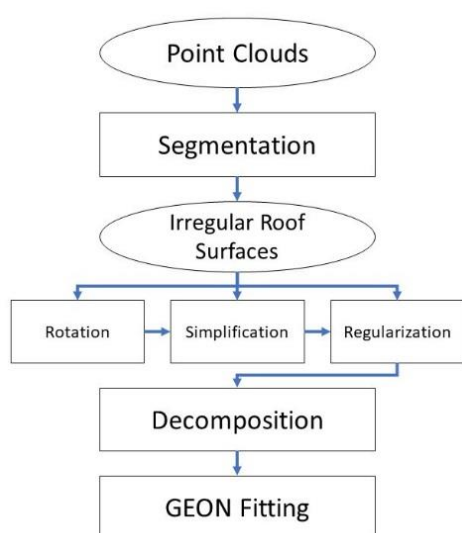 Point Clouds
Segmentation
Irregular Roof
Surfaces
Rotation
Simplification
Regularization
Decomposition
GEON Fitting